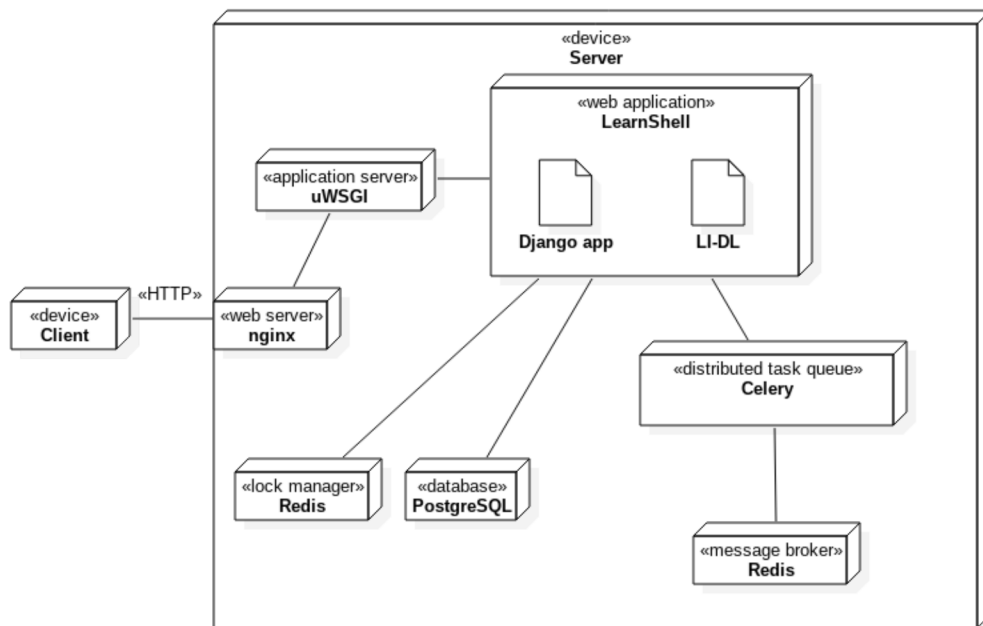 «device»
Server
«web application»
LearnShell
«application server»
uWSGI
Django app
LI-DL
«HTTP»
«device»
Client
«web server»
nginx
«distributed task queue»
Celery
«lock manager»
Redis
«database»
PostgreSQL
«message broker»
Redis